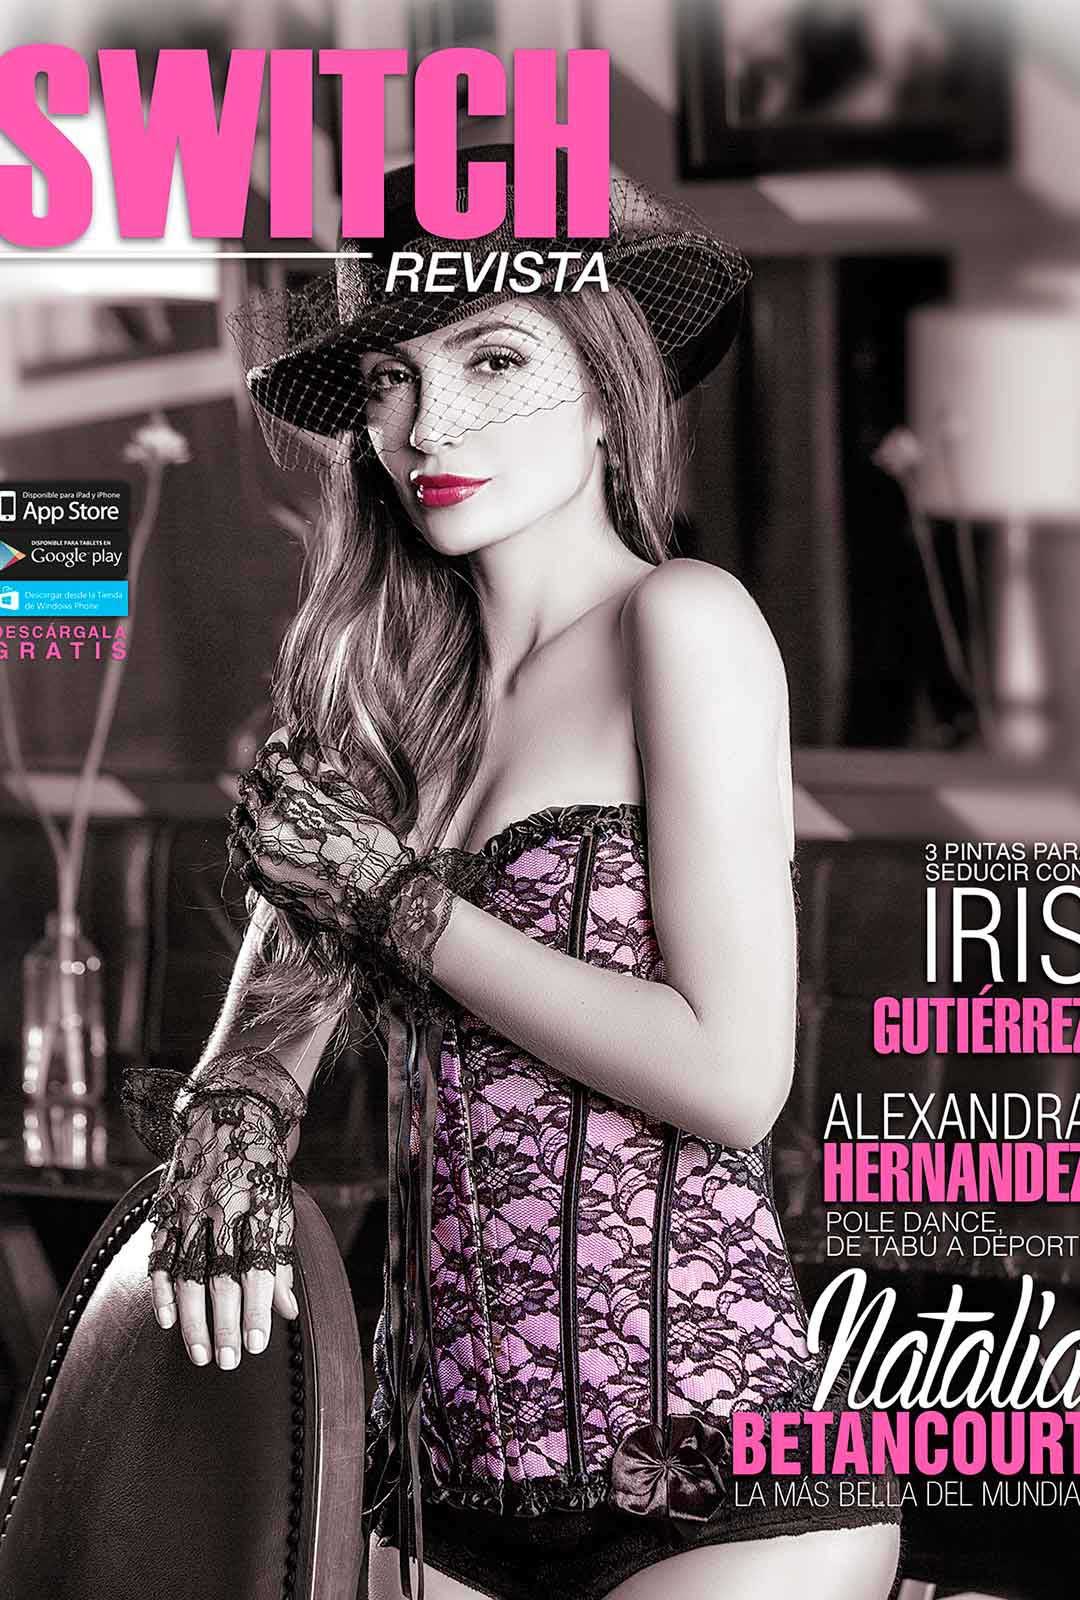 SWITCH
REVISTA
Disponible para iPad y iPhone
App Store
DISPONIBLE PARA TABLETS EN
Google play
Descargar desde la Tienda
de Windows Phone
DESCÁRGALA
GRATIS
3 PINTAS PARA
SEDUCIR CON
IRIS
GUTIÉRREZ
ALEXANDRA
HERNANDEZ
POLE DANCE,
DE TABÚ A DEPORT
Natalia
BETANCOURT
LA MÁS BELLA DEL MUNDIAL